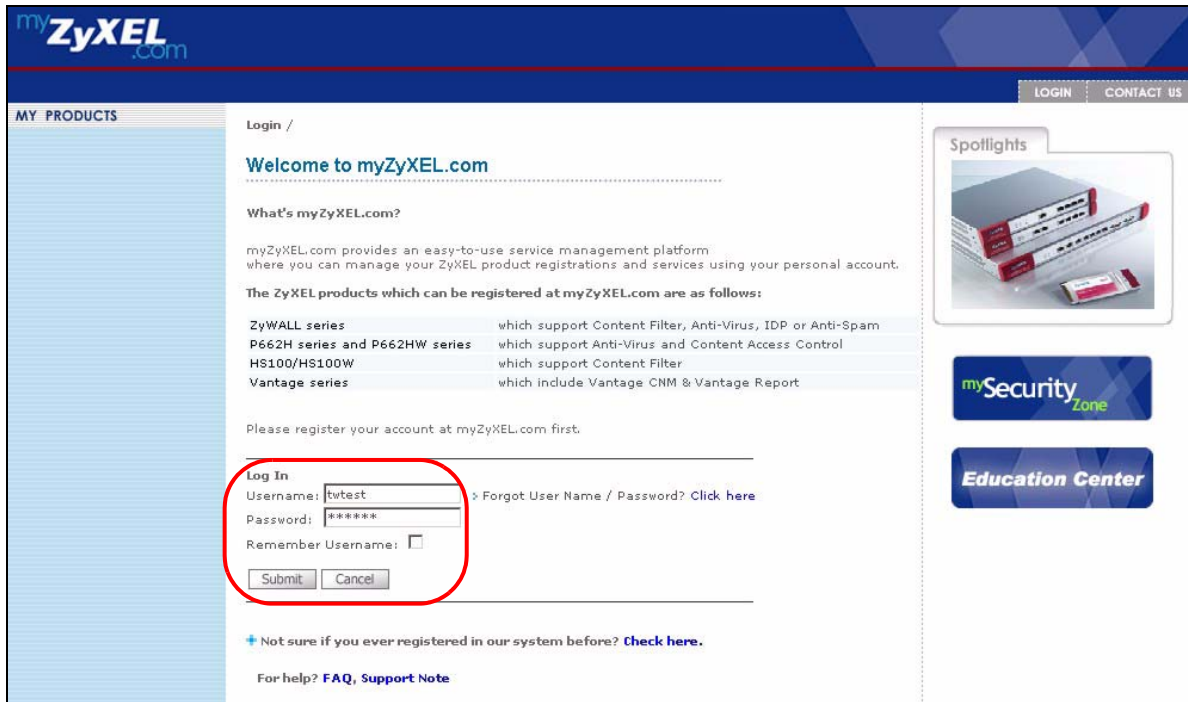 myZyXEL.com
LOGIN CONTACT US
MY PRODUCTS
Login /
Welcome to myZyXEL.com
What's myZyXEL.com?
myZyXEL.com provides an easy-to-use service management platform
where you can manage your ZyXEL product registrations and services using your personal account.
The ZyXEL products which can be registered at myZyXEL.com are as follows:
ZyWALL series which support Content Filter, Anti-Virus, IDP or Anti-Spam
P662H series and P662HW series which support Anti-Virus and Content Access Control
HS100/HS100W which support Content Filter
Vantage series which include Vantage CNM & Vantage Report
Please register your account at myZyXEL.com first.
Log In
Username: twtest > Forgot User Name / Password? Click here
Password: ******
Remember Username:
Submit Cancel
Not sure if you ever registered in our system before? Check here.
For help? FAQ, Support Note
Spotlights
mySecurity Zone
Education Center